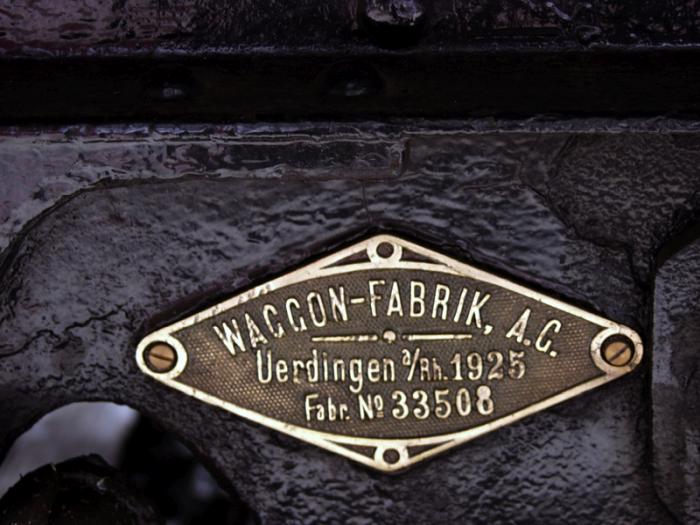 WAGGON-FABRIK, A.G.
Uerdingen a/Rh. 1925
Fabr. Nº 33508